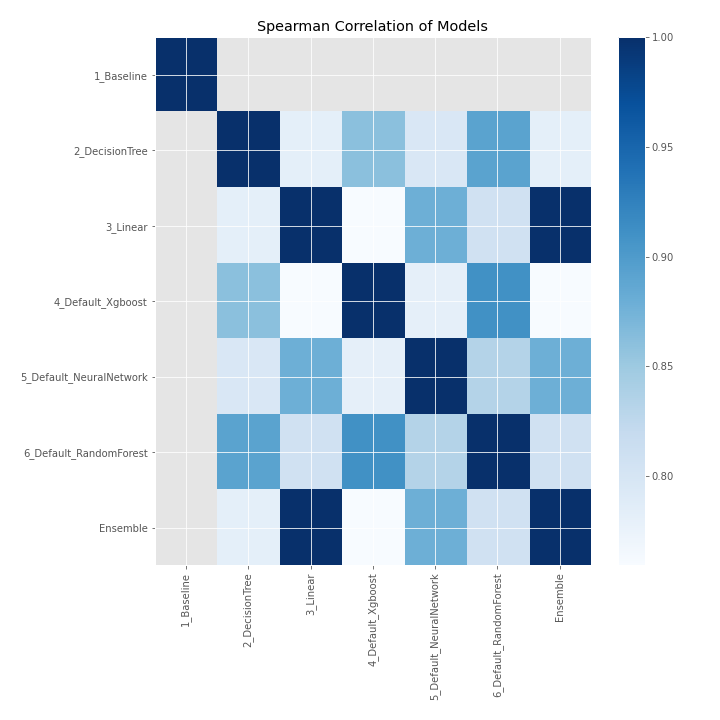 Spearman Correlation of Models
1_Baseline
2_DecisionTree
3_Linear
4_Default_Xgboost
5_Default_NeuralNetwork
6_Default_RandomForest
Ensemble
1_Baseline
2_DecisionTree
3_Linear
4_Default_Xgboost
5_Default_NeuralNetwork
6_Default_RandomForest
Ensemble
1.00
0.95
0.90
0.85
0.80